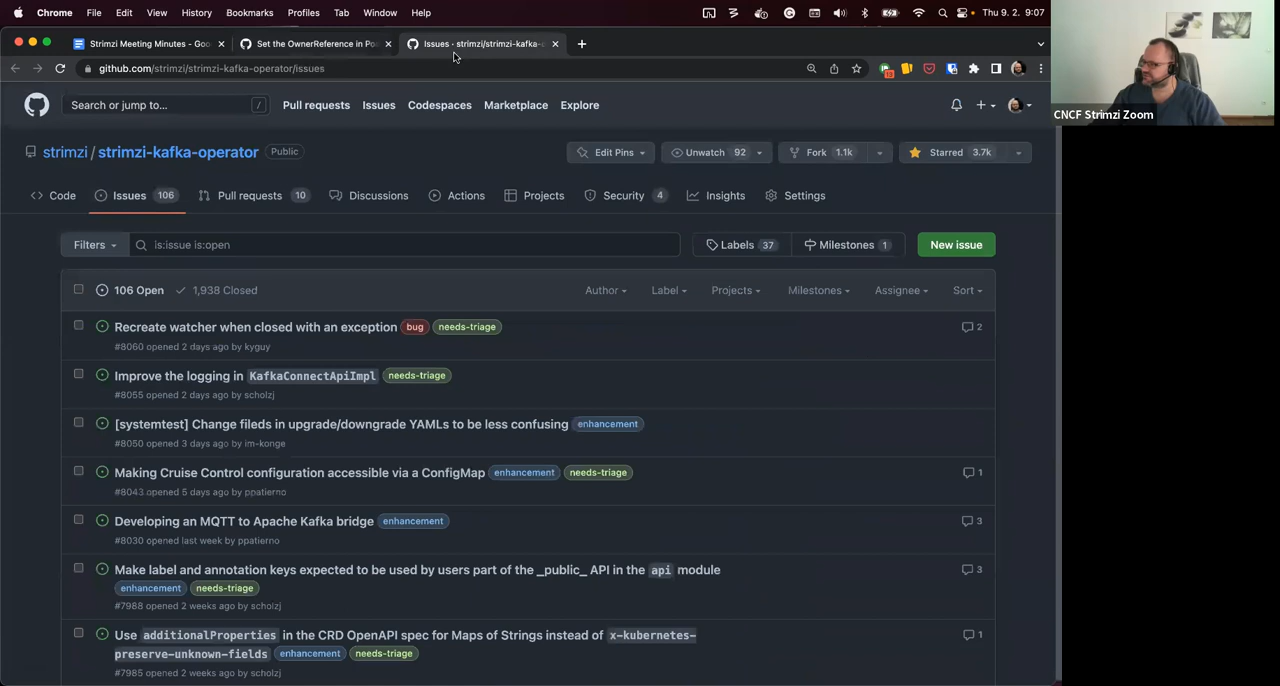 Chrome File Edit View History Bookmarks Profiles Tab Window Help Thu 9. 2. 9:07
Strimzi Meeting Minutes - Goo Set the OwnerReference in Po Issues · strimzi/strimzi-kafka-o
github.com/strimzi/strimzi-kafka-operator/issues 13
CNCF Strimzi Zoom
Search or jump to... / Pull requests Issues Codespaces Marketplace Explore
strimzi / strimzi-kafka-operator Public Edit Pins Unwatch 92 Fork 1.1k Starred 3.7k
Code Issues 106 Pull requests 10 Discussions Actions Projects Security 4 Insights Settings
Filters is:issue is:open Labels 37 Milestones 1 New issue
106 Open 1,938 Closed Author Label Projects Milestones Assignee Sort
Recreate watcher when closed with an exception bug needs-triage 2
#8060 opened 2 days ago by kyguy
Improve the logging in KafkaConnectApiImpl needs-triage
#8055 opened 2 days ago by scholzj
[systemtest] Change fileds in upgrade/downgrade YAMLs to be less confusing enhancement
#8050 opened 3 days ago by im-konge
Making Cruise Control configuration accessible via a ConfigMap enhancement needs-triage 1
#8043 opened 5 days ago by ppatierno
Developing an MQTT to Apache Kafka bridge enhancement 3
#8030 opened last week by ppatierno
Make label and annotation keys expected to be used by users part of the _public_ API in the api module 3
enhancement needs-triage
#7988 opened 2 weeks ago by scholzj
Use additionalProperties in the CRD OpenAPI spec for Maps of Strings instead of x-kubernetes- 1
preserve-unknown-fields enhancement needs-triage
#7985 opened 2 weeks ago by scholzj